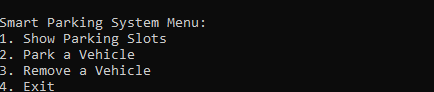 Smart Parking System Menu:
1. Show Parking Slots
2. Park a Vehicle
3. Remove a Vehicle
4. Exit